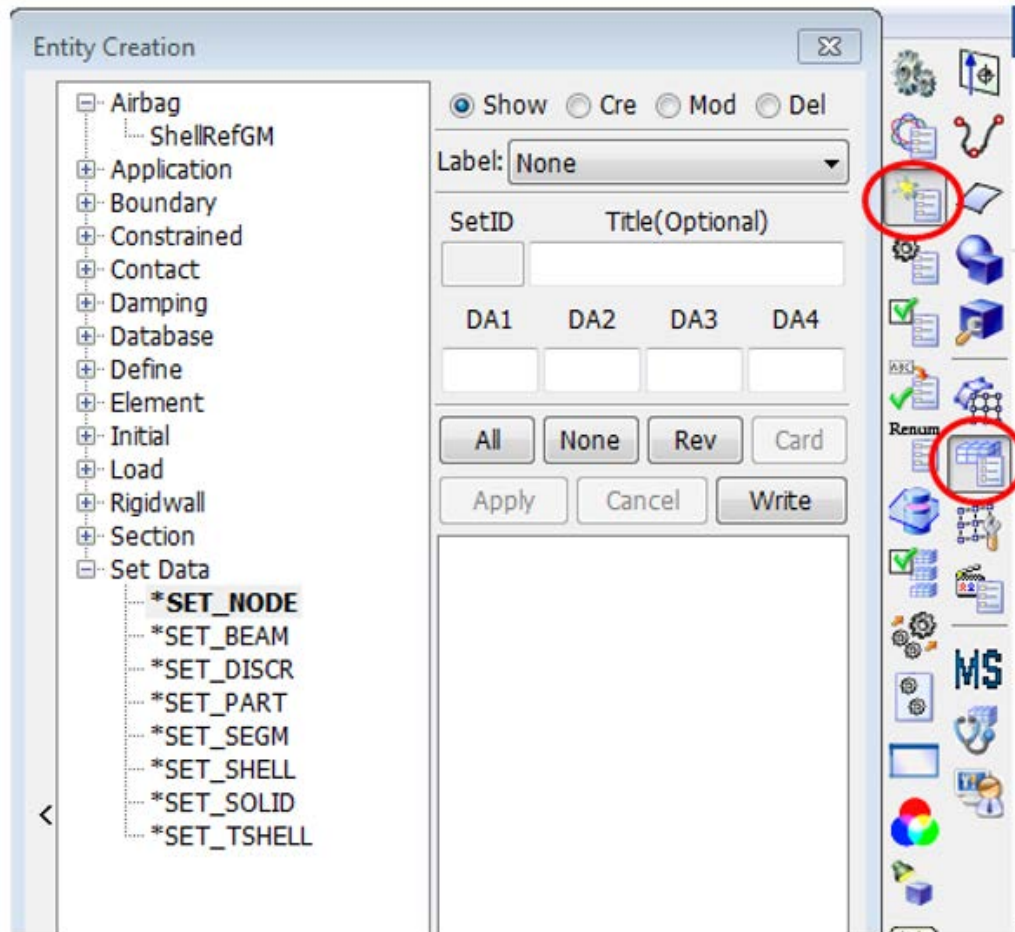 Entity Creation
Airbag
ShellRefGM
Application
Boundary
Constrained
Contact
Damping
Database
Define
Element
Initial
Load
Rigidwall
Section
Set Data
*SET_NODE
*SET_BEAM
*SET_DISCR
*SET_PART
*SET_SEGM
*SET_SHELL
*SET_SOLID
*SET_TSHELL
<
Show Cre Mod Del
Label: None
SetID Title(Optional)
DA1 DA2 DA3 DA4
All None Rev Card
Apply Cancel Write
ABC
Renum
MS